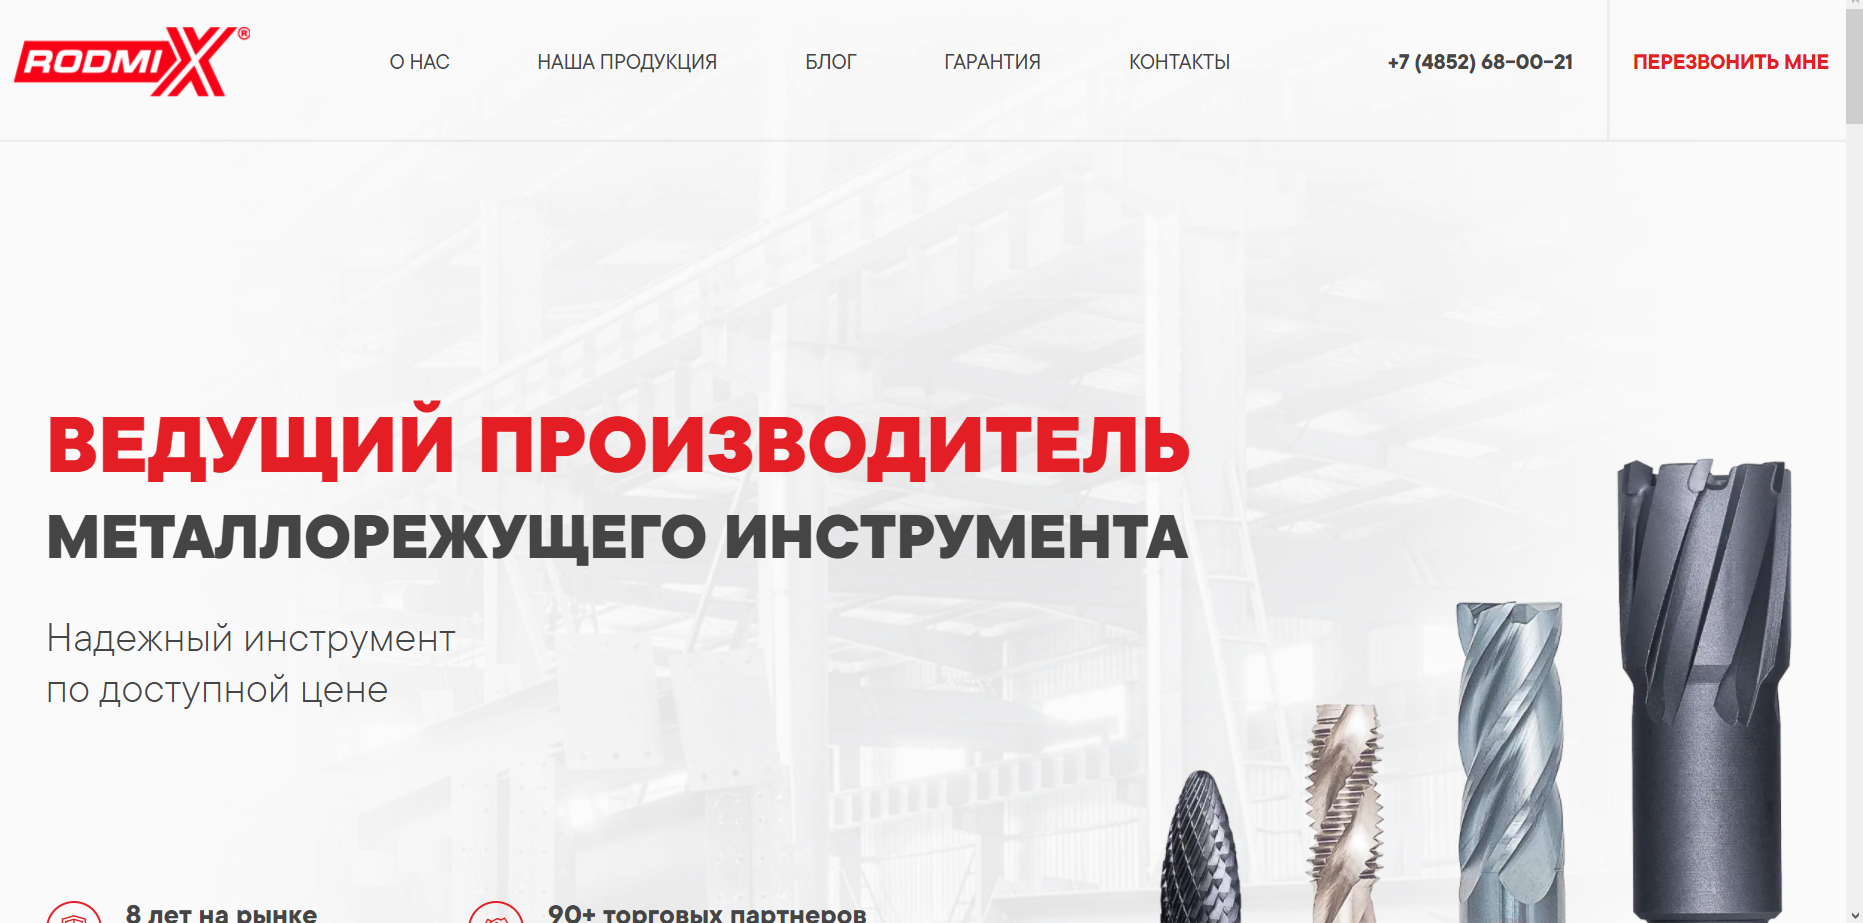 RODMIX®
О НАС
НАША ПРОДУКЦИЯ
БЛОГ
ГАРАНТИЯ
КОНТАКТЫ
+7 (4852) 68-00-21
ПЕРЕЗВОНИТЬ МНЕ
ВЕДУЩИЙ ПРОИЗВОДИТЕЛЬ
МЕТАЛЛОРЕЖУЩЕГО ИНСТРУМЕНТА
Надежный инструмент
по доступной цене
8 лет на рынке
90+ торговых партнеров